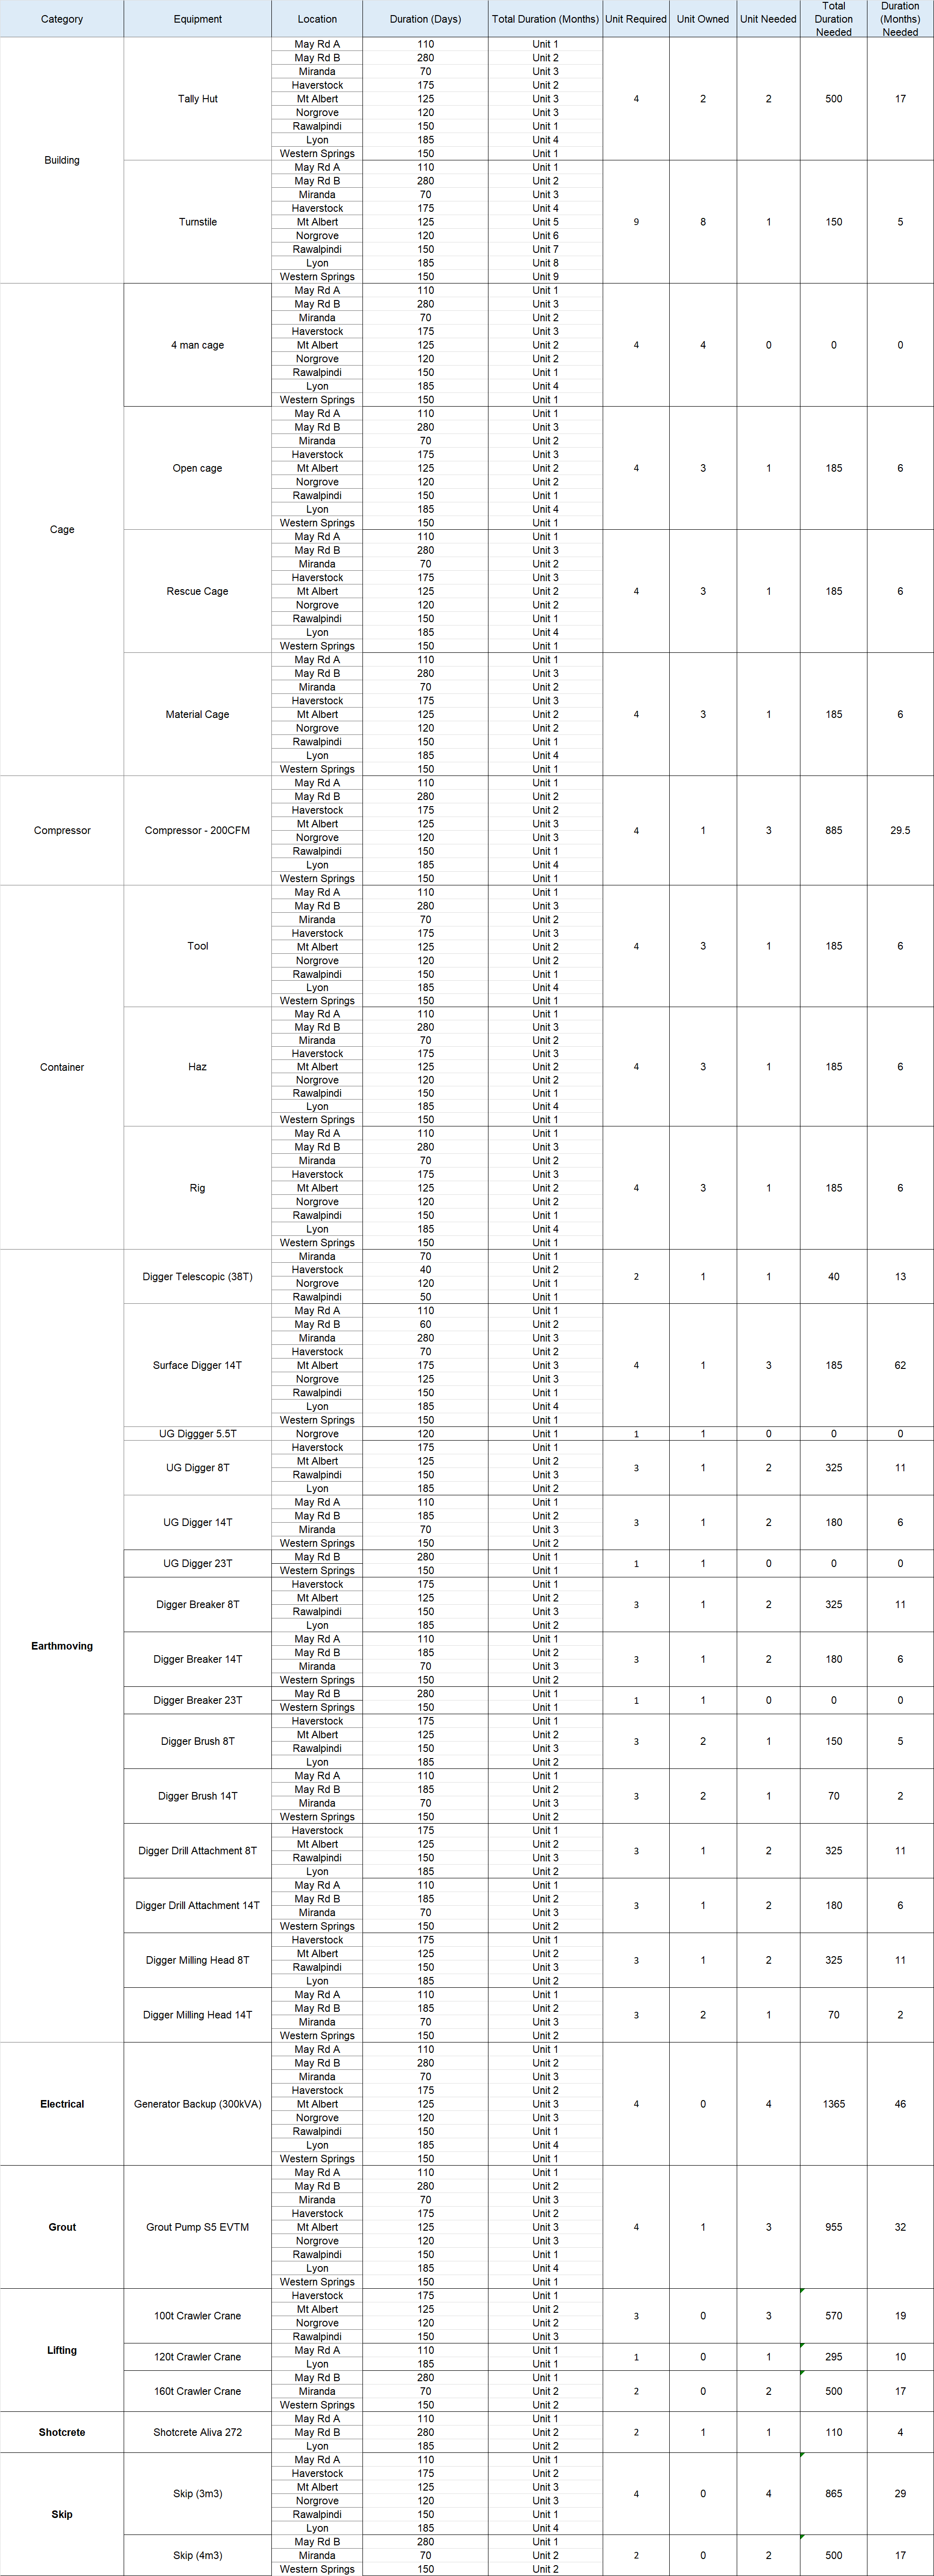 Category Equipment Location Duration (Days) Total Duration (Months) Unit Required Unit Owned Unit Needed Total Duration Needed Duration (Months) Needed
May Rd A 110 Unit 1
May Rd B 280 Unit 2
Miranda 70 Unit 3
Haverstock 175 Unit 2
Tally Hut Mt Albert 125 Unit 3 4 2 2 500 17
Norgrove 120 Unit 3
Rawalpindi 150 Unit 1
Lyon 185 Unit 4
Western Springs 150 Unit 1
Building
May Rd A 110 Unit 1
May Rd B 280 Unit 2
Miranda 70 Unit 3
Haverstock 175 Unit 4
Turnstile Mt Albert 125 Unit 5 9 8 1 150 5
Norgrove 120 Unit 6
Rawalpindi 150 Unit 7
Lyon 185 Unit 8
Western Springs 150 Unit 9
May Rd A 110 Unit 1
May Rd B 280 Unit 3
Miranda 70 Unit 2
Haverstock 175 Unit 3
4 man cage Mt Albert 125 Unit 2 4 4 0 0 0
Norgrove 120 Unit 2
Rawalpindi 150 Unit 1
Lyon 185 Unit 4
Western Springs 150 Unit 1
May Rd A 110 Unit 1
May Rd B 280 Unit 3
Miranda 70 Unit 2
Haverstock 175 Unit 3
Open cage Mt Albert 125 Unit 2 4 3 1 185 6
Norgrove 120 Unit 2
Rawalpindi 150 Unit 1
Lyon 185 Unit 4
Western Springs 150 Unit 1
Cage
May Rd A 110 Unit 1
May Rd B 280 Unit 3
Miranda 70 Unit 2
Haverstock 175 Unit 3
Rescue Cage Mt Albert 125 Unit 2 4 3 1 185 6
Norgrove 120 Unit 2
Rawalpindi 150 Unit 1
Lyon 185 Unit 4
Western Springs 150 Unit 1
May Rd A 110 Unit 1
May Rd B 280 Unit 3
Miranda 70 Unit 2
Haverstock 175 Unit 3
Material Cage Mt Albert 125 Unit 2 4 3 1 185 6
Norgrove 120 Unit 2
Rawalpindi 150 Unit 1
Lyon 185 Unit 4
Western Springs 150 Unit 1
May Rd A 110 Unit 1
May Rd B 280 Unit 2
Haverstock 175 Unit 2
Mt Albert 125 Unit 3
Compressor Compressor - 200CFM 4 1 3 885 29.5
Norgrove 120 Unit 3
Rawalpindi 150 Unit 1
Lyon 185 Unit 4
Western Springs 150 Unit 1
May Rd A 110 Unit 1
May Rd B 280 Unit 3
Miranda 70 Unit 2
Haverstock 175 Unit 3
Tool Mt Albert 125 Unit 2 4 3 1 185 6
Norgrove 120 Unit 2
Rawalpindi 150 Unit 1
Lyon 185 Unit 4
Western Springs 150 Unit 1
May Rd A 110 Unit 1
May Rd B 280 Unit 3
Miranda 70 Unit 2
Haverstock 175 Unit 3
Container Haz Mt Albert 125 Unit 2 4 3 1 185 6
Norgrove 120 Unit 2
Rawalpindi 150 Unit 1
Lyon 185 Unit 4
Western Springs 150 Unit 1
May Rd A 110 Unit 1
May Rd B 280 Unit 3
Miranda 70 Unit 2
Haverstock 175 Unit 3
Rig Mt Albert 125 Unit 2 4 3 1 185 6
Norgrove 120 Unit 2
Rawalpindi 150 Unit 1
Lyon 185 Unit 4
Western Springs 150 Unit 1
Miranda 70 Unit 1
Haverstock 40 Unit 2
Digger Telescopic (38T) 2 1 1 40 13
Norgrove 120 Unit 1
Rawalpindi 50 Unit 1
May Rd A 110 Unit 1
May Rd B 60 Unit 2
Miranda 280 Unit 3
Haverstock 70 Unit 2
Surface Digger 14T Mt Albert 175 Unit 3 4 1 3 185 62
Norgrove 125 Unit 3
Rawalpindi 150 Unit 1
Lyon 185 Unit 4
Western Springs 150 Unit 1
UG Diggger 5.5T Norgrove 120 Unit 1 1 1 0 0 0
Haverstock 175 Unit 1
Mt Albert 125 Unit 2
UG Digger 8T 3 1 2 325 11
Rawalpindi 150 Unit 3
Lyon 185 Unit 2
May Rd A 110 Unit 1
May Rd B 185 Unit 2
UG Digger 14T 3 1 2 180 6
Miranda 70 Unit 3
Western Springs 150 Unit 2
May Rd B 280 Unit 1
UG Digger 23T 1 1 0 0 0
Western Springs 150 Unit 1
Haverstock 175 Unit 1
Mt Albert 125 Unit 2
Digger Breaker 8T 3 1 2 325 11
Rawalpindi 150 Unit 3
Lyon 185 Unit 2
May Rd A 110 Unit 1
Earthmoving
May Rd B 185 Unit 2
Digger Breaker 14T 3 1 2 180 6
Miranda 70 Unit 3
Western Springs 150 Unit 2
May Rd B 280 Unit 1
Digger Breaker 23T 1 1 0 0 0
Western Springs 150 Unit 1
Haverstock 175 Unit 1
Mt Albert 125 Unit 2
Digger Brush 8T 3 2 1 150 5
Rawalpindi 150 Unit 3
Lyon 185 Unit 2
May Rd A 110 Unit 1
May Rd B 185 Unit 2
Digger Brush 14T 3 2 1 70 2
Miranda 70 Unit 3
Western Springs 150 Unit 2
Haverstock 175 Unit 1
Mt Albert 125 Unit 2
Digger Drill Attachment 8T 3 1 2 325 11
Rawalpindi 150 Unit 3
Lyon 185 Unit 2
May Rd A 110 Unit 1
May Rd B 185 Unit 2
Digger Drill Attachment 14T 3 1 2 180 6
Miranda 70 Unit 3
Western Springs 150 Unit 2
Haverstock 175 Unit 1
Mt Albert 125 Unit 2
Digger Milling Head 8T 3 1 2 325 11
Rawalpindi 150 Unit 3
Lyon 185 Unit 2
May Rd A 110 Unit 1
May Rd B 185 Unit 2
Digger Milling Head 14T 3 2 1 70 2
Miranda 70 Unit 3
Western Springs 150 Unit 2
May Rd A 110 Unit 1
May Rd B 280 Unit 2
Miranda 70 Unit 3
Haverstock 175 Unit 2
Electrical Generator Backup (300kVA) Mt Albert 125 Unit 3 4 0 4 1365 46
Norgrove 120 Unit 3
Rawalpindi 150 Unit 1
Lyon 185 Unit 4
Western Springs 150 Unit 1
May Rd A 110 Unit 1
May Rd B 280 Unit 2
Miranda 70 Unit 3
Haverstock 175 Unit 2
Grout Grout Pump S5 EVTM Mt Albert 125 Unit 3 4 1 3 955 32
Norgrove 120 Unit 3
Rawalpindi 150 Unit 1
Lyon 185 Unit 4
Western Springs 150 Unit 1
Haverstock 175 Unit 1
Mt Albert 125 Unit 2
100t Crawler Crane 3 0 3 570 19
Norgrove 120 Unit 2
Rawalpindi 150 Unit 3
Lifting
May Rd A 110 Unit 1
120t Crawler Crane 1 0 1 295 10
Lyon 185 Unit 1
May Rd B 280 Unit 1
160t Crawler Crane Miranda 70 Unit 2 2 0 2 500 17
Western Springs 150 Unit 2
May Rd A 110 Unit 1
Shotcrete Shotcrete Aliva 272 May Rd B 280 Unit 2 2 1 1 110 4
Lyon 185 Unit 2
May Rd A 110 Unit 1
Haverstock 175 Unit 2
Mt Albert 125 Unit 3
Skip (3m3) 4 0 4 865 29
Norgrove 120 Unit 3
Rawalpindi 150 Unit 1
Skip
Lyon 185 Unit 4
May Rd B 280 Unit 1
Skip (4m3) Miranda 70 Unit 2 2 0 2 500 17
Western Springs 150 Unit 2